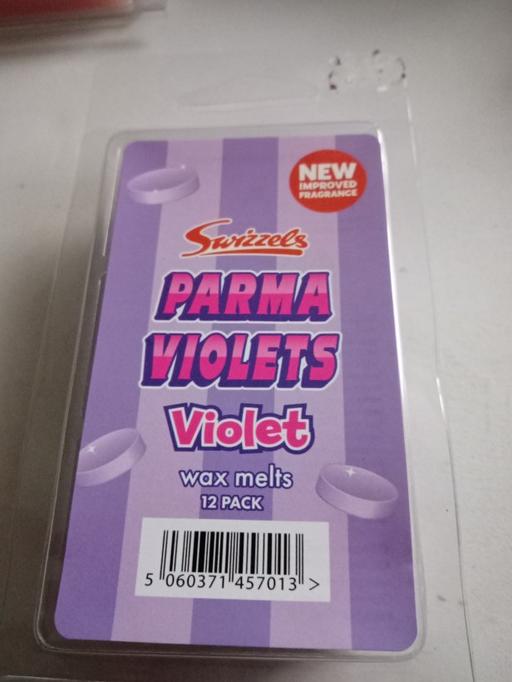 NEW
IMPROVED
FRAGRANCE
Swizzels
PARMA
VIOLETS
Violet
wax melts
12 PACK
5 060371 457013 >